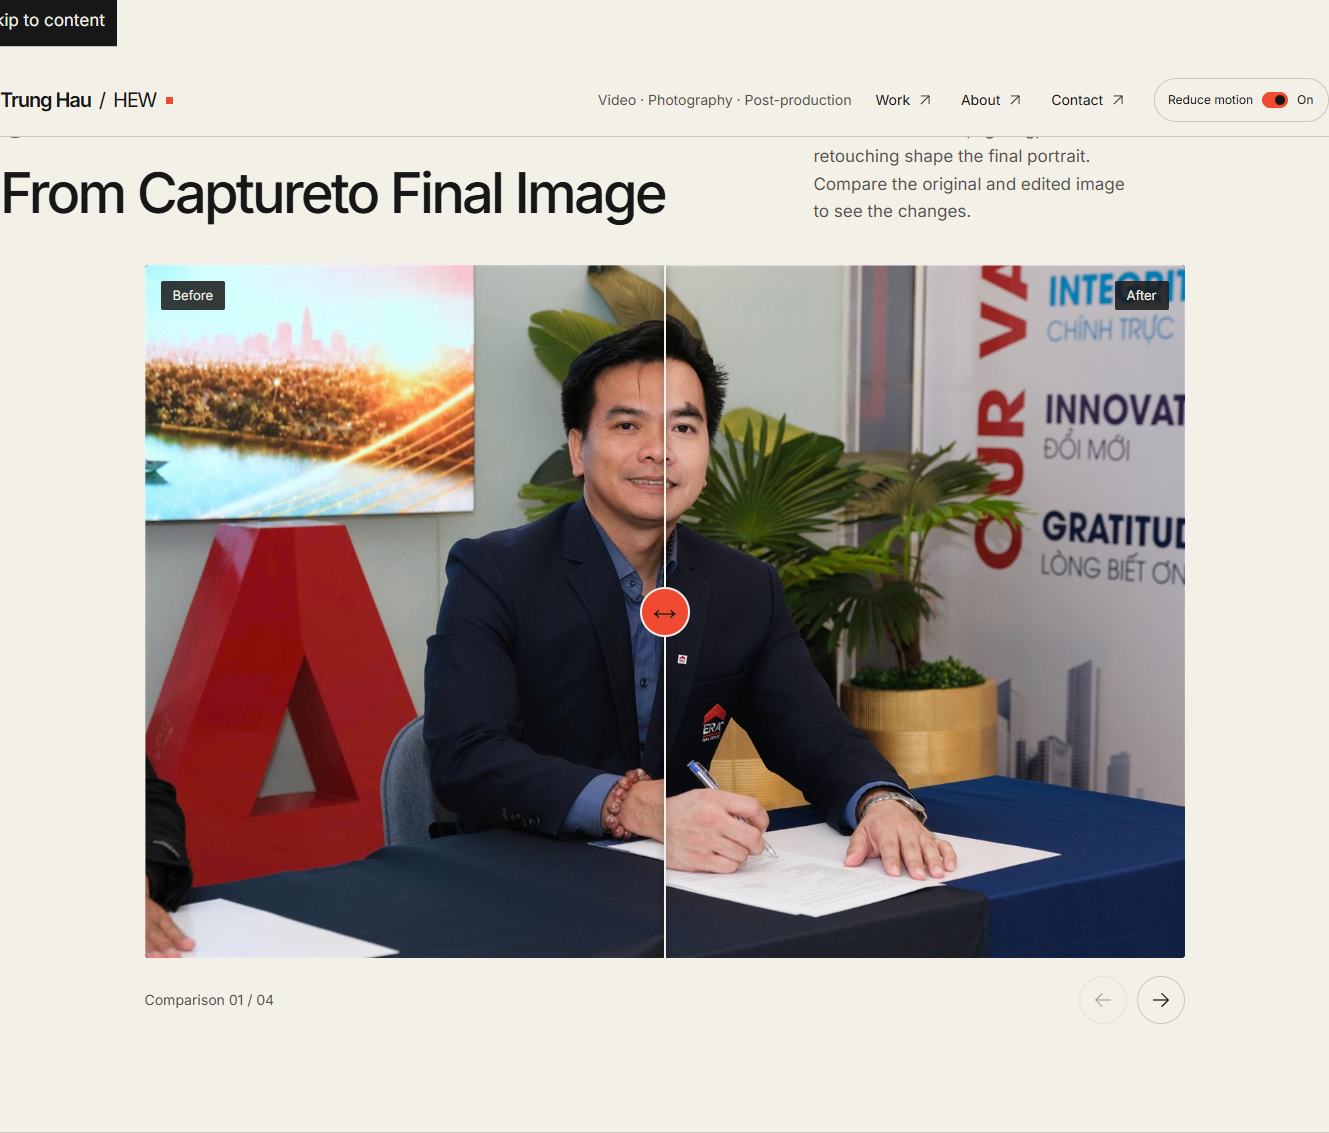 kip to content
Trung Hau / HEW
Video · Photography · Post-production
Work
About
Contact
Reduce motion
On
From Captureto Final Image
retouching shape the final portrait.
Compare the original and edited image
to see the changes.
Before
After
OUR VA
INTEGRIT
CHÍNH TRỰC
INNOVAT
ĐỔI MỚI
GRATITUD
LÒNG BIẾT ƠN
ERA
Comparison 01 / 04